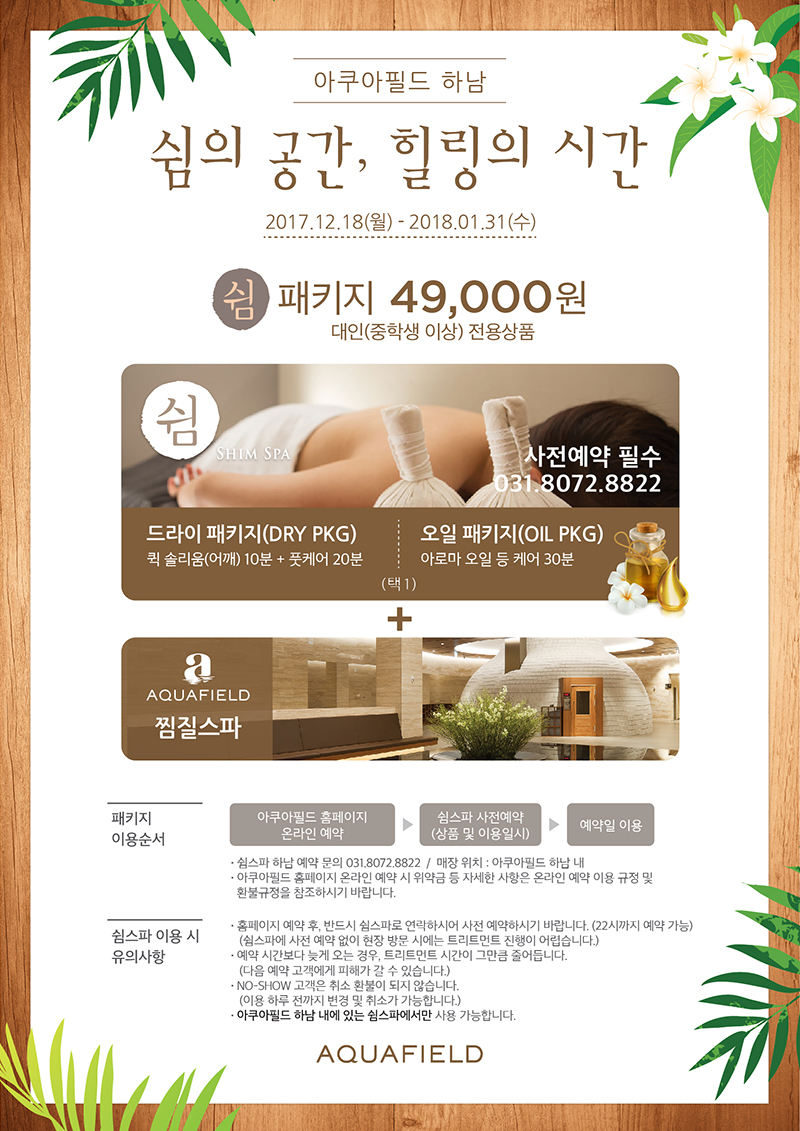 아쿠아필드 하남
쉼의 공간, 힐링의 시간
2017.12.18(월) - 2018.01.31(수)
쉼 패키지 49,000원
대인(중학생 이상) 전용상품
쉼
SHIM SPA
사전예약 필수
031.8072.8822
드라이 패키지(DRY PKG)
퀵 솔리움(어깨) 10분 + 풋케어 20분
오일 패키지(OIL PKG)
아로마 오일 등 케어 30분
(택1)
+
a
AQUAFIELD
찜질스파
패키지
이용순서
아쿠아필드 홈페이지
온라인 예약
쉼스파 사전예약
(상품 및 이용일시)
예약일 이용
· 쉼스파 하남 예약 문의 031.8072.8822 / 매장 위치 : 아쿠아필드 하남 내
· 아쿠아필드 홈페이지 온라인 예약 시 위약금 등 자세한 사항은 온라인 예약 이용 규정 및
환불규정을 참조하시기 바랍니다.
쉼스파 이용 시
유의사항
· 홈페이지 예약 후, 반드시 쉼스파로 연락하시어 사전 예약하시기 바랍니다. (22시까지 예약 가능)
(쉼스파에 사전 예약 없이 현장 방문 시에는 트리트먼트 진행이 어렵습니다.)
· 예약 시간보다 늦게 오는 경우, 트리트먼트 시간이 그만큼 줄어듭니다.
(다음 예약 고객에게 피해가 갈 수 있습니다.)
· NO-SHOW 고객은 취소 환불이 되지 않습니다.
(이용 하루 전까지 변경 및 취소가 가능합니다.)
· 아쿠아필드 하남 내에 있는 쉼스파에서만 사용 가능합니다.
AQUAFIELD